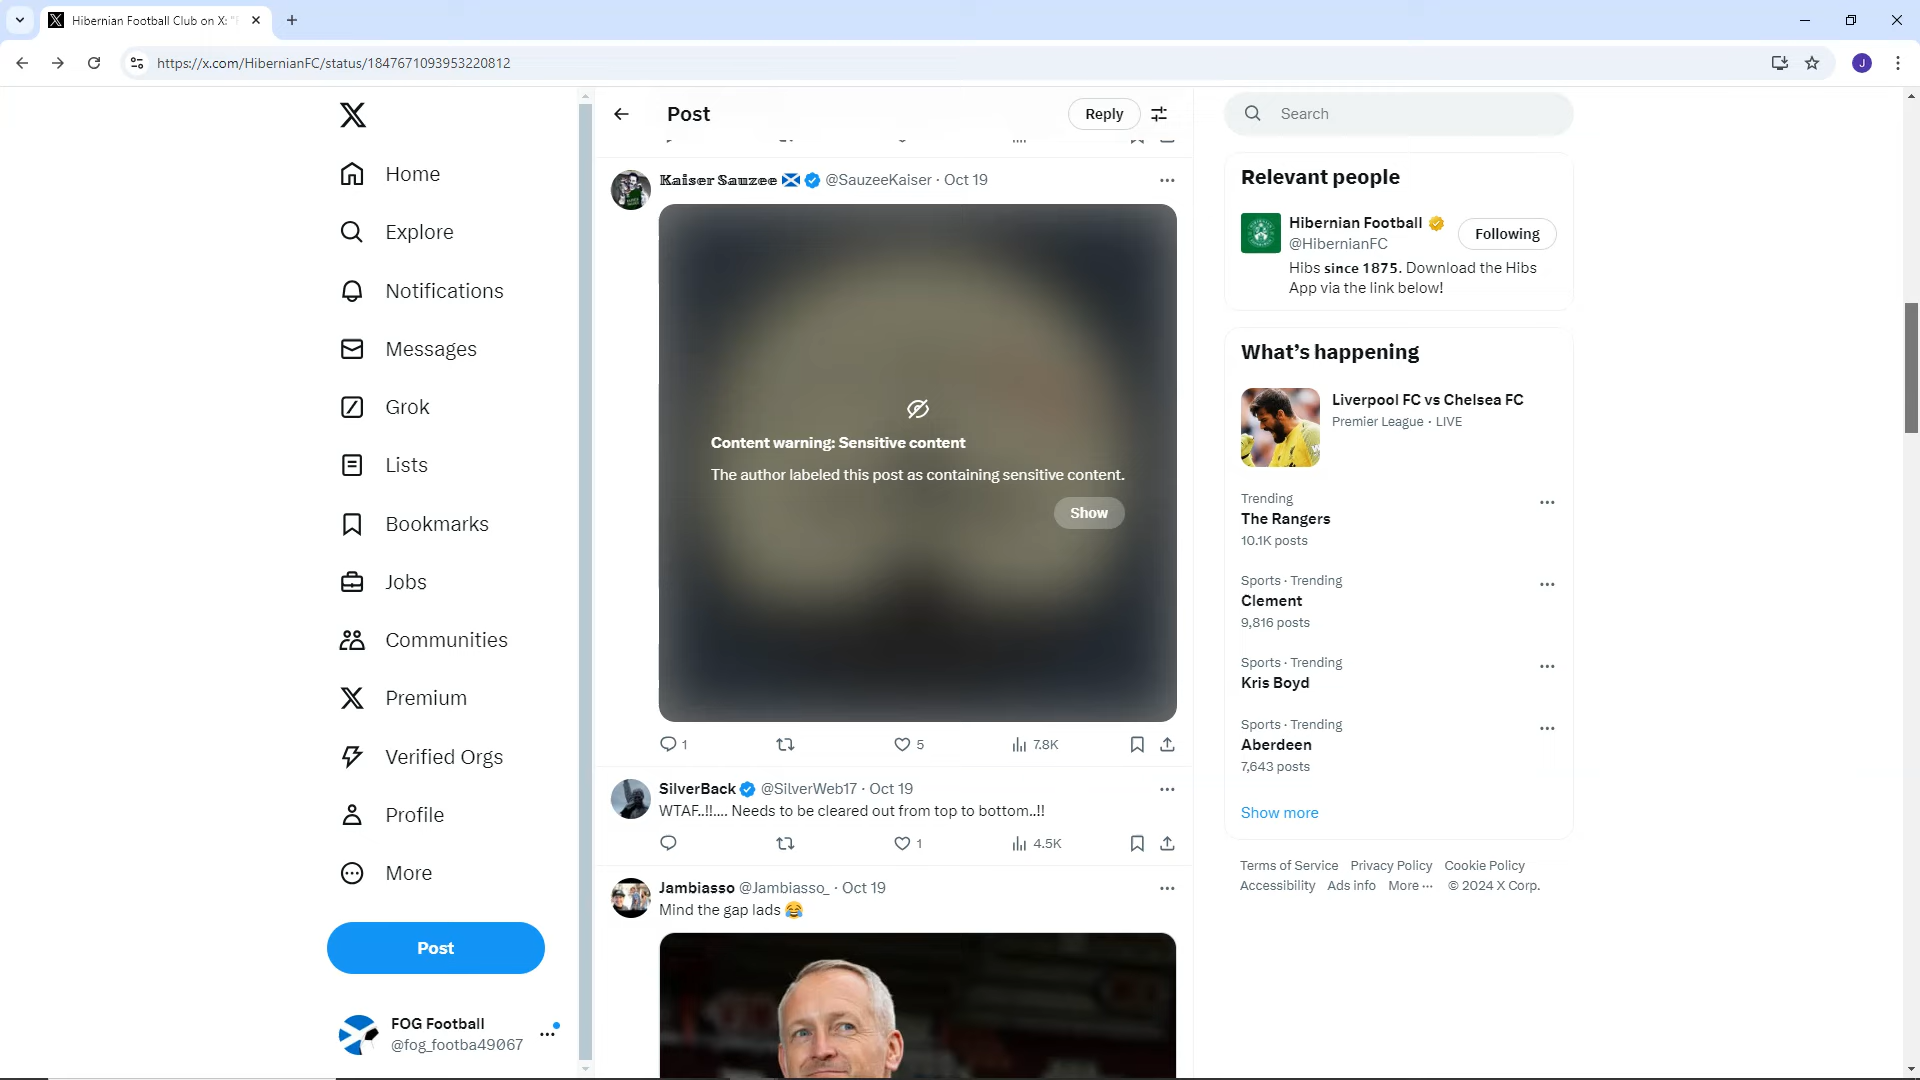 Hibernian Football Club on X: "F
https://x.com/HibernianFC/status/1847671093953220812
J
Home
Explore
Notifications
Messages
Grok
Lists
Bookmarks
Jobs
Communities
Premium
Verified Orgs
Profile
More
Post
FOG Football
@fog_footba49067
Post
Reply
𝕂𝕒𝕚𝕤𝕖𝕣 𝕊𝕒𝕦𝕫𝕖𝕖 @SauzeeKaiser · Oct 19
Content warning: Sensitive content
The author labeled this post as containing sensitive content.
Show
1
5
7.8K
SilverBack @SilverWeb17 · Oct 19
WTAF..!!.... Needs to be cleared out from top to bottom..!!
1
4.5K
Jambiasso @Jambiasso_ · Oct 19
Mind the gap lads 😂
Search
Relevant people
Hibernian Football
@HibernianFC
Following
Hibs since 1875. Download the Hibs
App via the link below!
What's happening
Liverpool FC vs Chelsea FC
Premier League · LIVE
Trending
The Rangers
10.1K posts
Sports · Trending
Clement
9,816 posts
Sports · Trending
Kris Boyd
Sports · Trending
Aberdeen
7,643 posts
Show more
Terms of Service Privacy Policy Cookie Policy
Accessibility Ads info More ··· © 2024 X Corp.